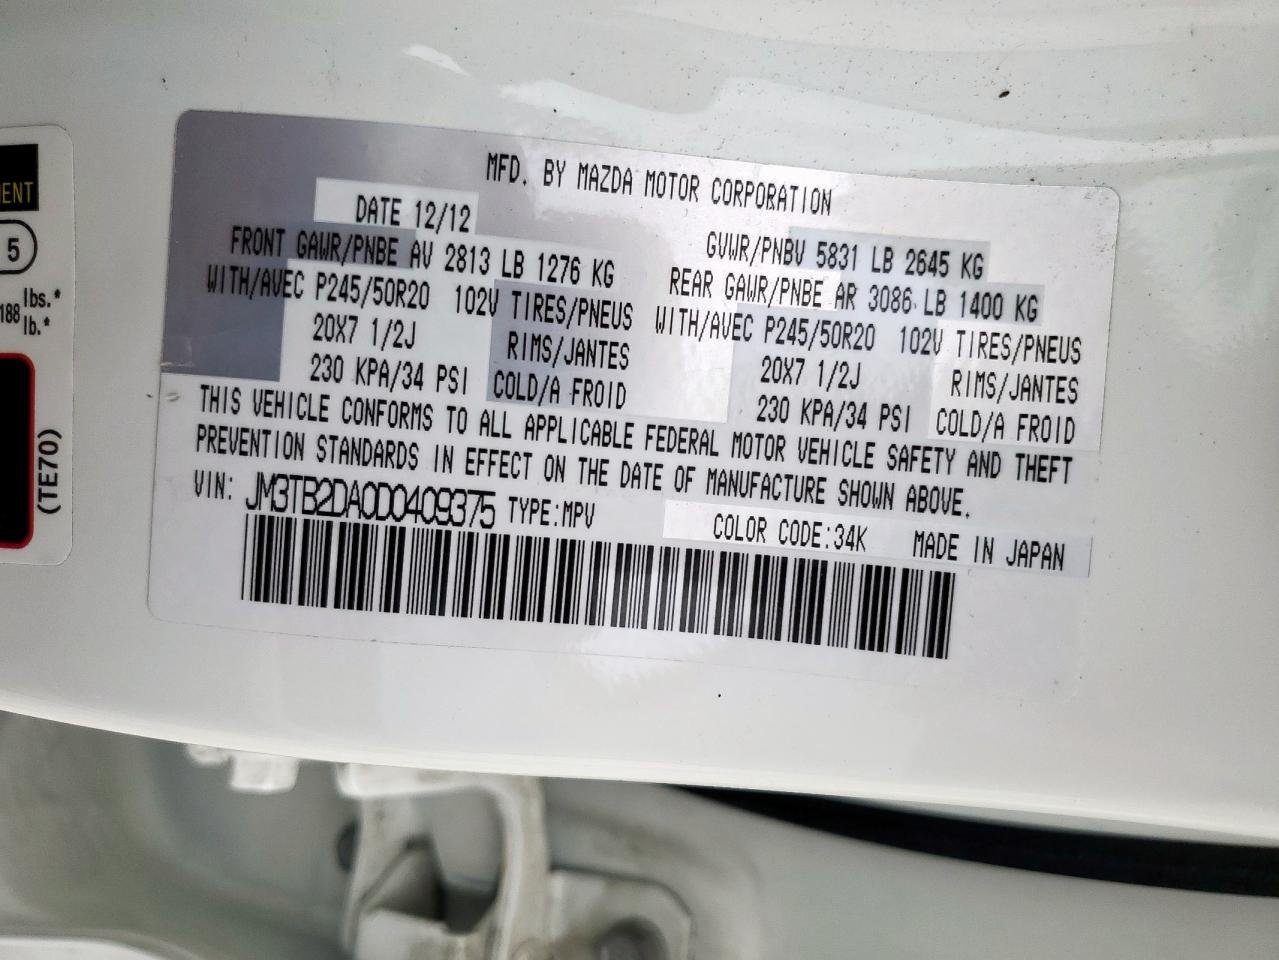 MFD. BY MAZDA MOTOR CORPORATION
DATE 12/12
GVWR/PNBV 5831 LB 2645 KG
FRONT GAWR/PNBE AV 2813 LB 1276 KG
REAR GAWR/PNBE AR 3086 LB 1400 KG
WITH/AVEC P245/50R20 102V TIRES/PNEUS
WITH/AVEC P245/50R20 102V TIRES/PNEUS
20X7 1/2J RIMS/JANTES
20X7 1/2J RIMS/JANTES
230 KPA/34 PSI COLD/A FROID
230 KPA/34 PSI COLD/A FROID
THIS VEHICLE CONFORMS TO ALL APPLICABLE FEDERAL MOTOR VEHICLE SAFETY AND THEFT
PREVENTION STANDARDS IN EFFECT ON THE DATE OF MANUFACTURE SHOWN ABOVE.
VIN: JM3TB2DA0D0409375 TYPE:MPV COLOR CODE:34K MADE IN JAPAN
ENT
5
lbs.*
188 lb.*
(TE70)